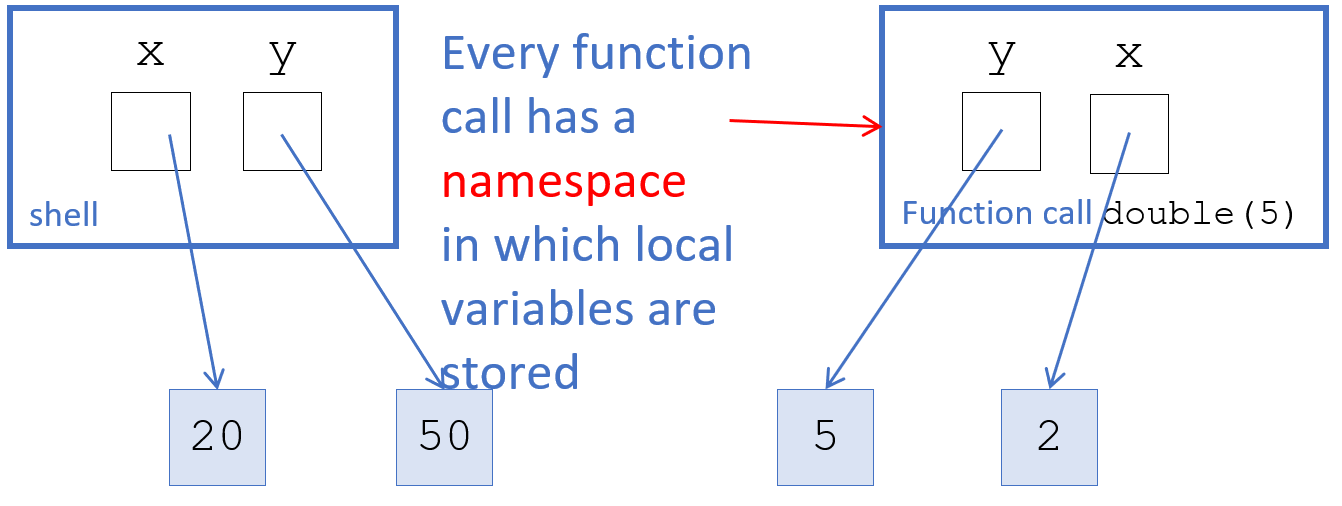 x y
shell
Every function
call has a
namespace
in which local
variables are
stored
y x
Function call double(5)
20
50
5
2